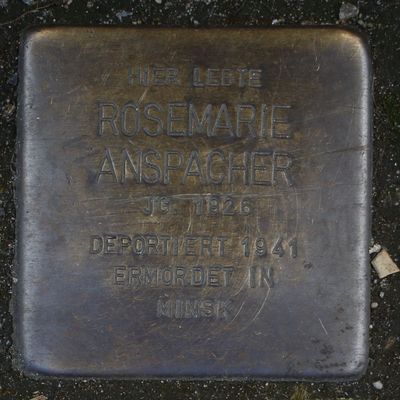 HIER LEBTE
ROSEMARIE
ANSPACHER
JG. 1926
DEPORTIERT 1941
ERMORDET IN
MINSK